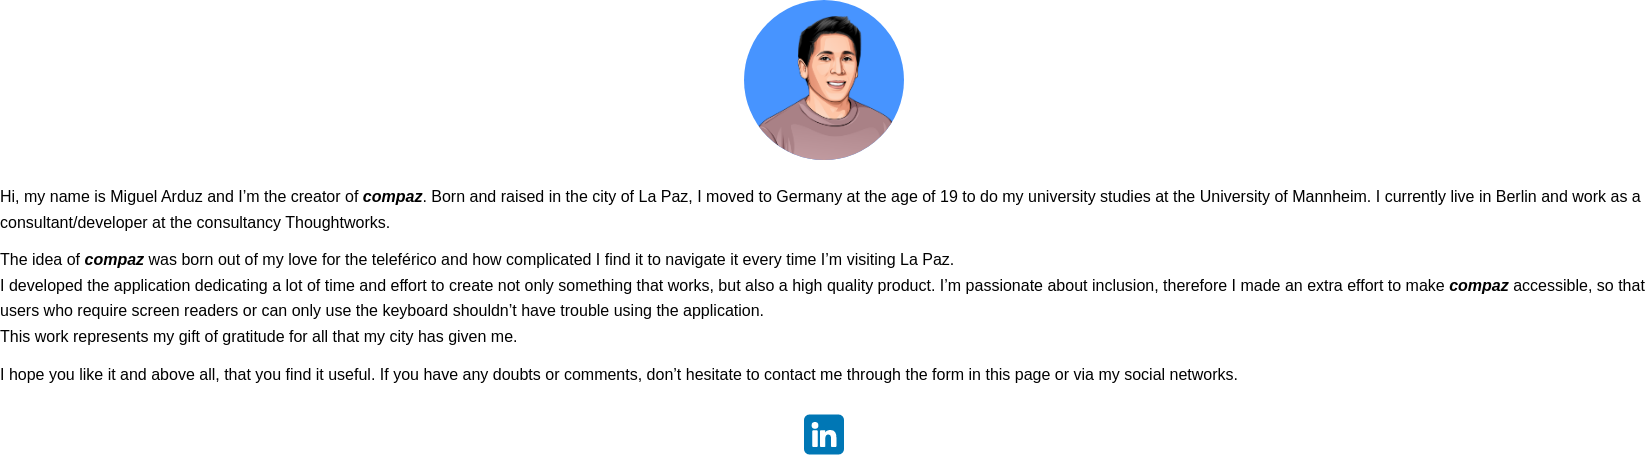 Hi, my name is Miguel Arduz and I’m the creator of compaz. Born and raised in the city of La Paz, I moved to Germany at the age of 19 to do my university studies at the University of Mannheim. I currently live in Berlin and work as a
consultant/developer at the consultancy Thoughtworks.
The idea of compaz was born out of my love for the teleférico and how complicated I find it to navigate it every time I’m visiting La Paz.
I developed the application dedicating a lot of time and effort to create not only something that works, but also a high quality product. I’m passionate about inclusion, therefore I made an extra effort to make compaz accessible, so that
users who require screen readers or can only use the keyboard shouldn’t have trouble using the application.
This work represents my gift of gratitude for all that my city has given me.
I hope you like it and above all, that you find it useful. If you have any doubts or comments, don’t hesitate to contact me through the form in this page or via my social networks.
in